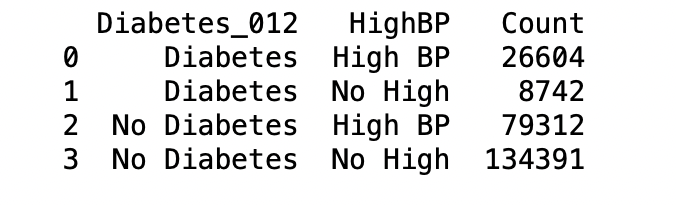 Diabetes_012 HighBP Count
0 Diabetes High BP 26604
1 Diabetes No High 8742
2 No Diabetes High BP 79312
3 No Diabetes No High 134391